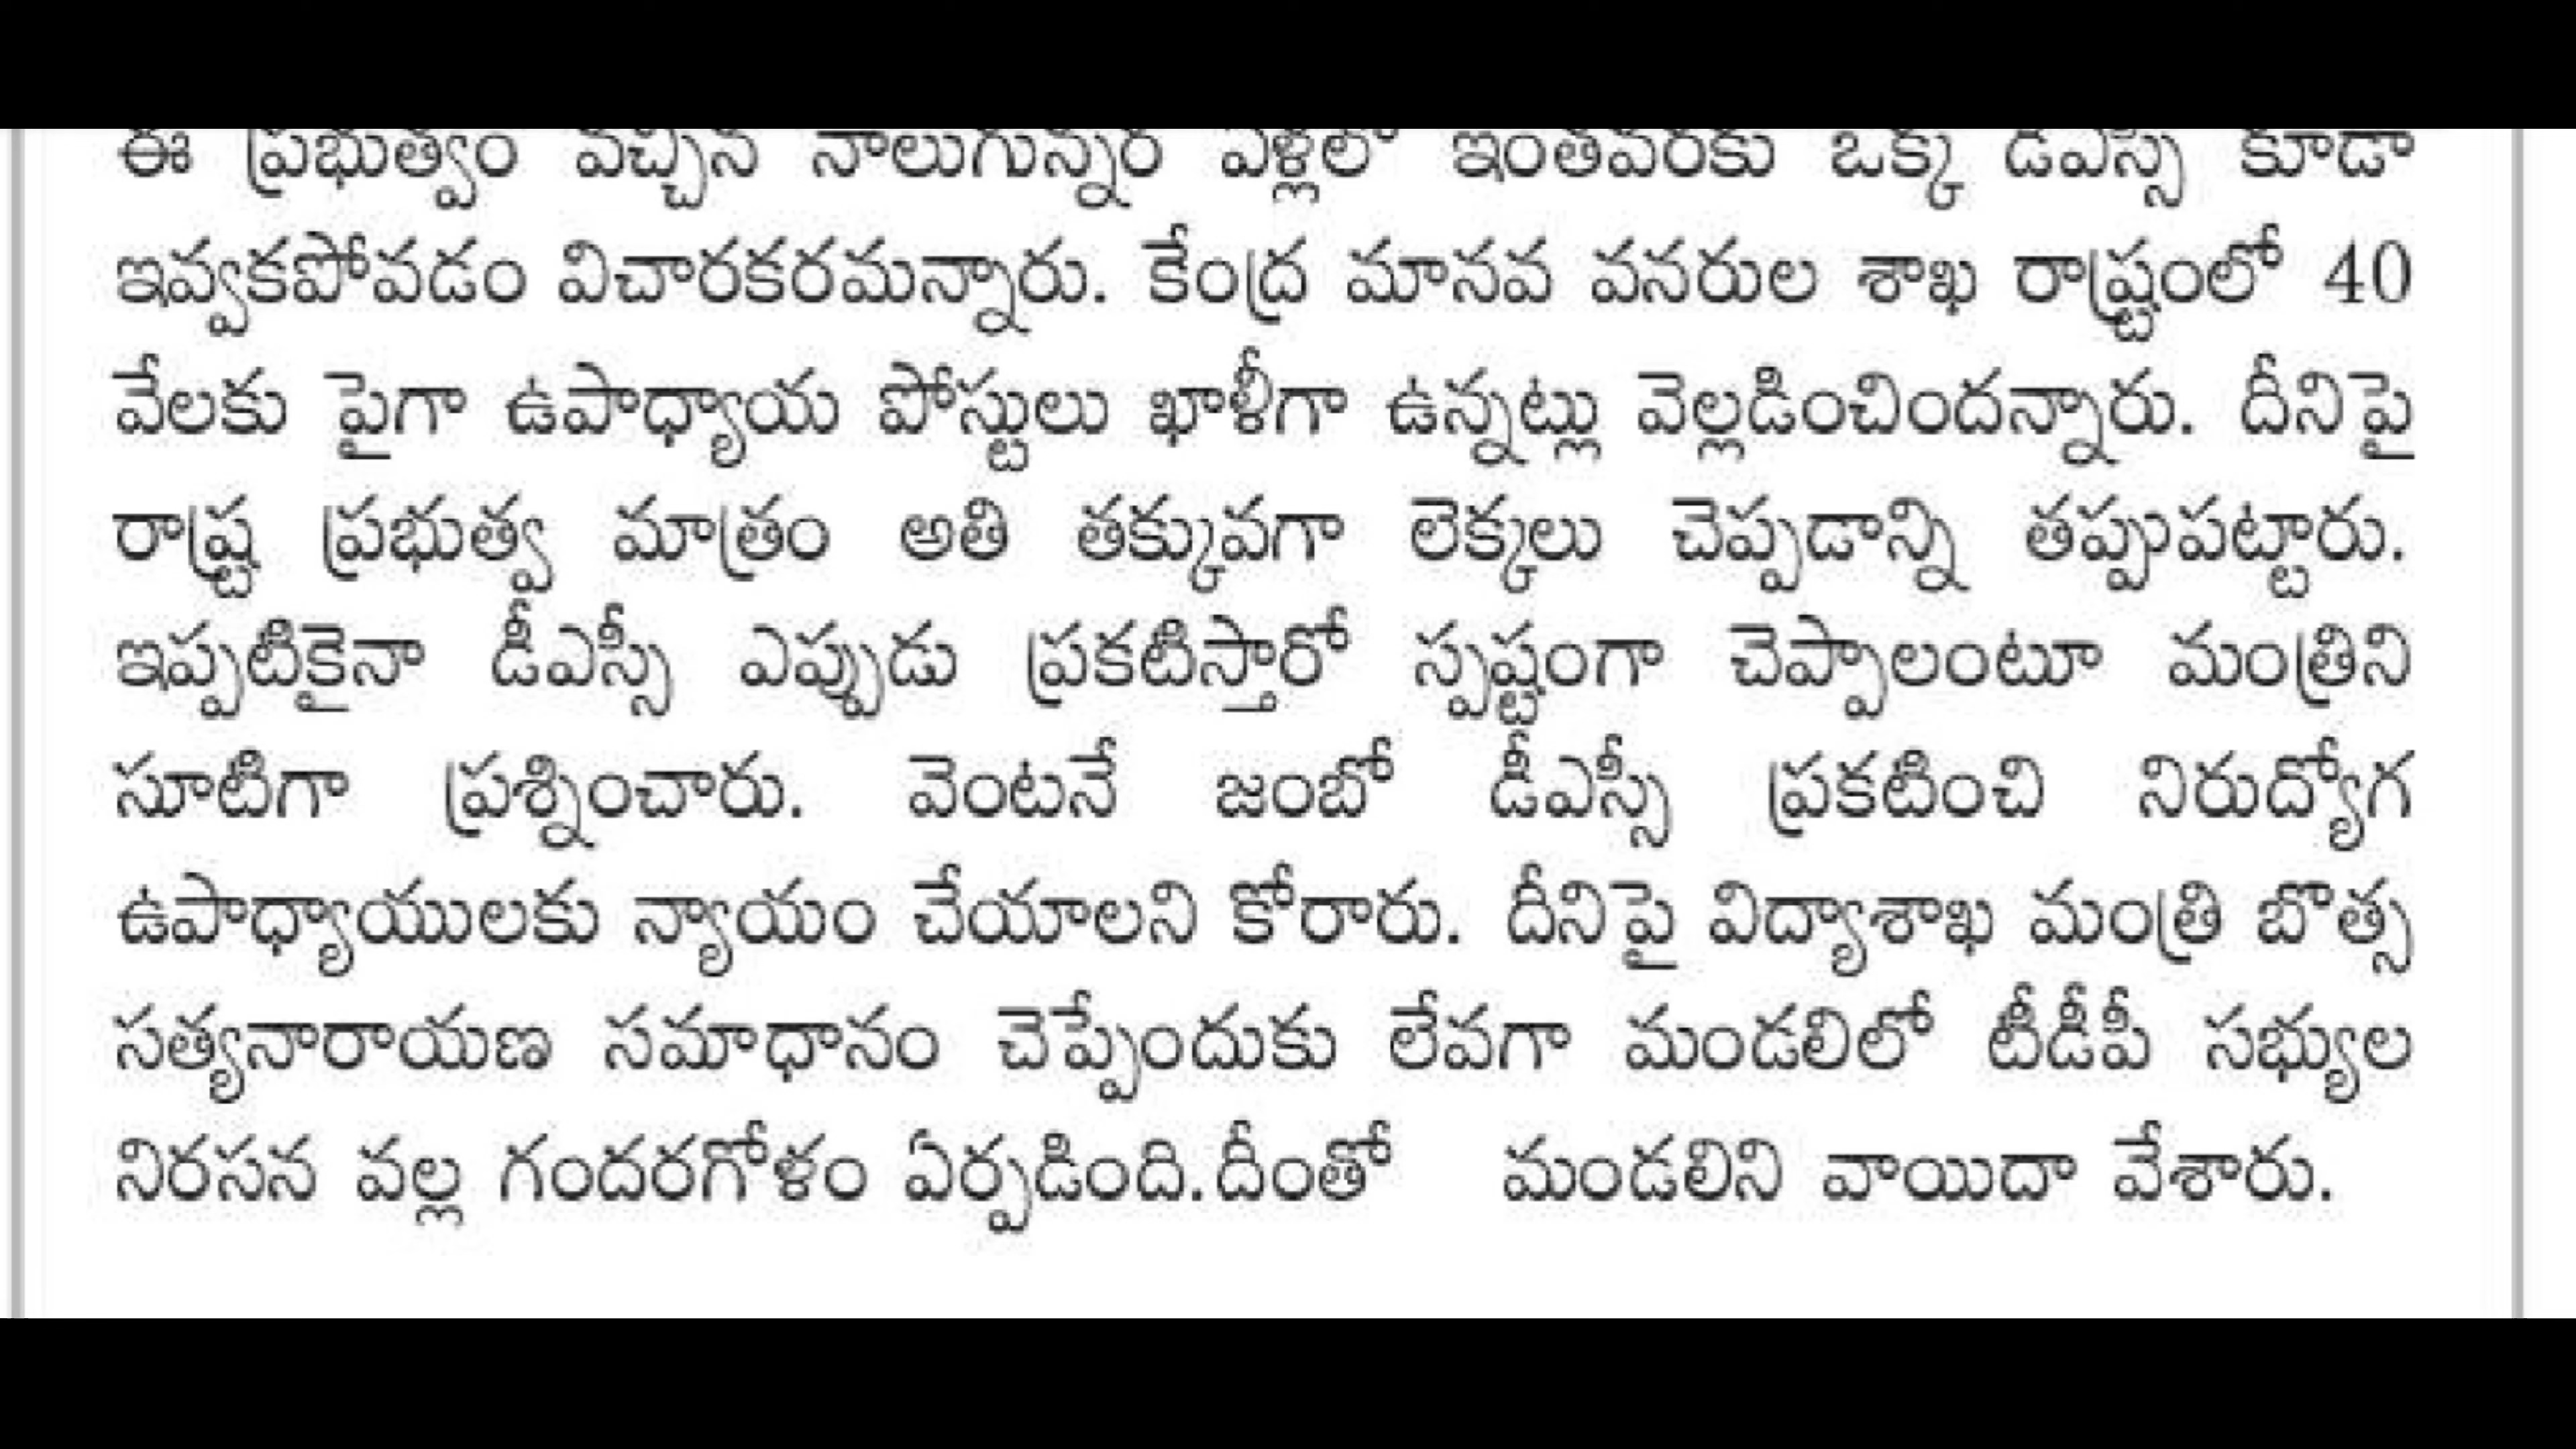 ఈ ప్రభుత్వం వచ్చిన నాలుగున్నర ఏళ్లలో ఇంతవరకు ఒక్క డీఎస్సీ కూడా
ఇవ్వకపోవడం విచారకరమన్నారు. కేంద్ర మానవ వనరుల శాఖ రాష్ట్రంలో 40
వేలకు పైగా ఉపాధ్యాయ పోస్టులు ఖాళీగా ఉన్నట్లు వెల్లడించిందన్నారు. దీనిపై
రాష్ట్ర ప్రభుత్వ మాత్రం అతి తక్కువగా లెక్కలు చెప్పడాన్ని తప్పుపట్టారు.
ఇప్పటికైనా డీఎస్సీ ఎప్పుడు ప్రకటిస్తారో స్పష్టంగా చెప్పాలంటూ మంత్రిని
సూటిగా ప్రశ్నించారు. వెంటనే జంబో డీఎస్సీ ప్రకటించి నిరుద్యోగ
ఉపాధ్యాయులకు న్యాయం చేయాలని కోరారు. దీనిపై విద్యాశాఖ మంత్రి బొత్స
సత్యనారాయణ సమాధానం చెప్పేందుకు లేవగా మండలిలో టీడీపీ సభ్యుల
నిరసన వల్ల గందరగోళం ఏర్పడింది.దీంతో మండలిని వాయిదా వేశారు.